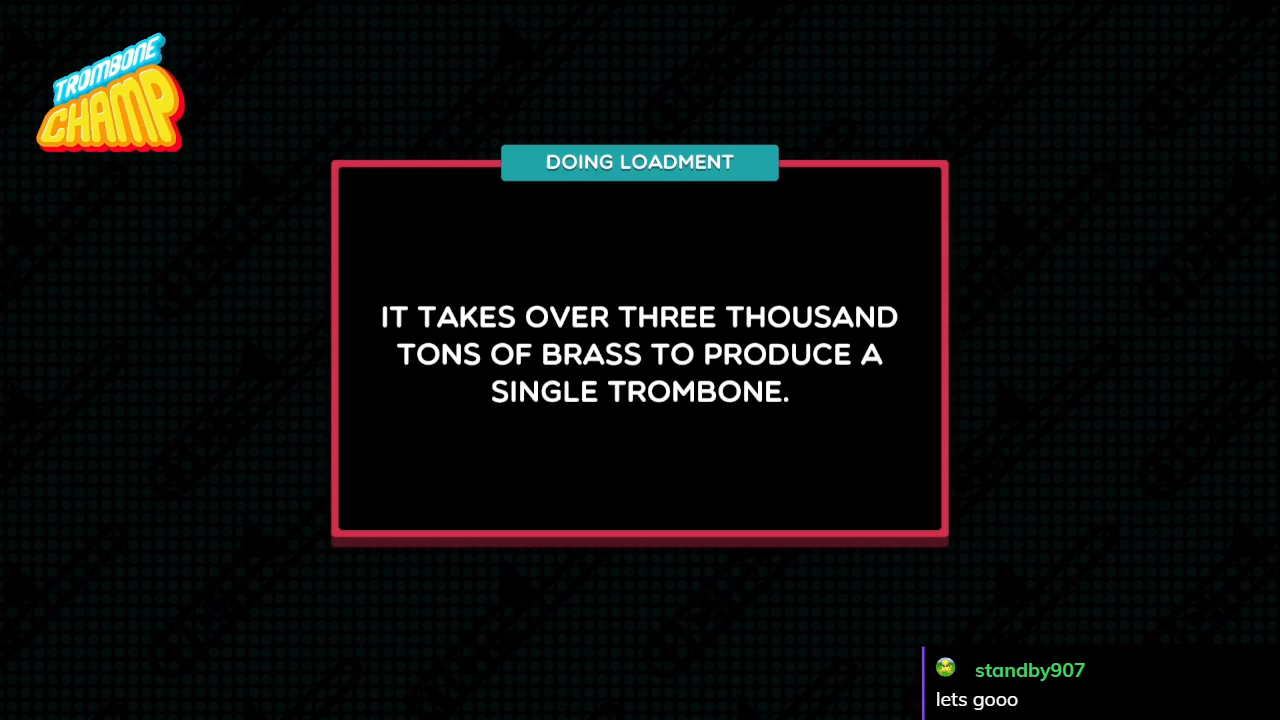 TROMBONE
CHAMP
DOING LOADMENT
IT TAKES OVER THREE THOUSAND
TONS OF BRASS TO PRODUCE A
SINGLE TROMBONE.
standby907
lets gooo